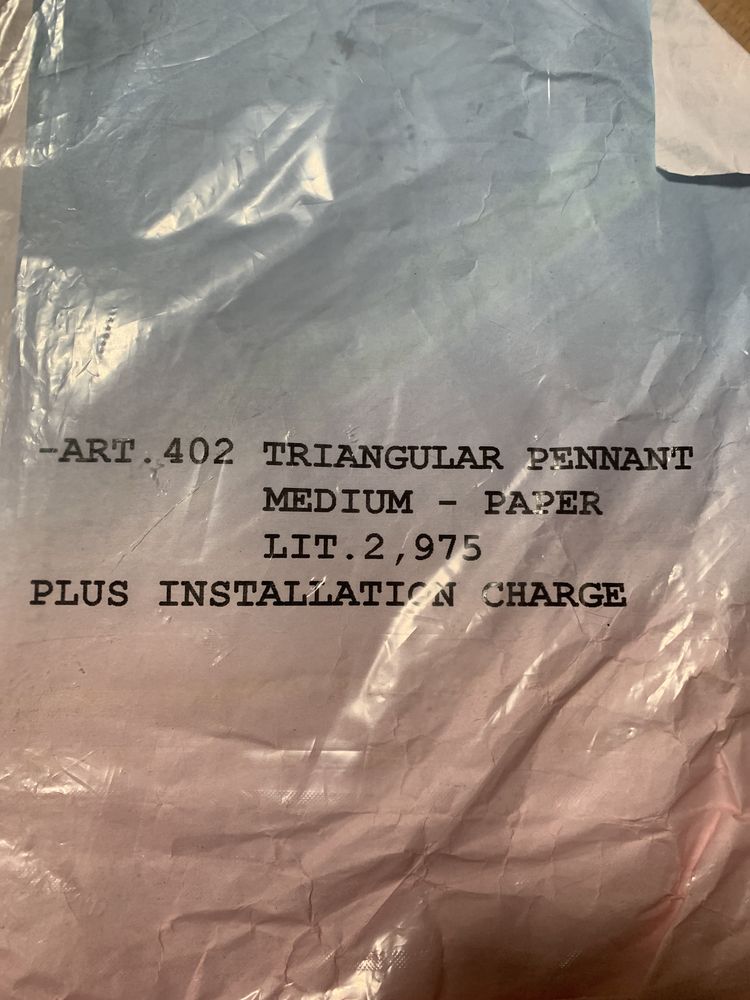 -ART.402 TRIANGULAR PENNANT
MEDIUM - PAPER
LIT.2,975
PLUS INSTALLATION CHARGE